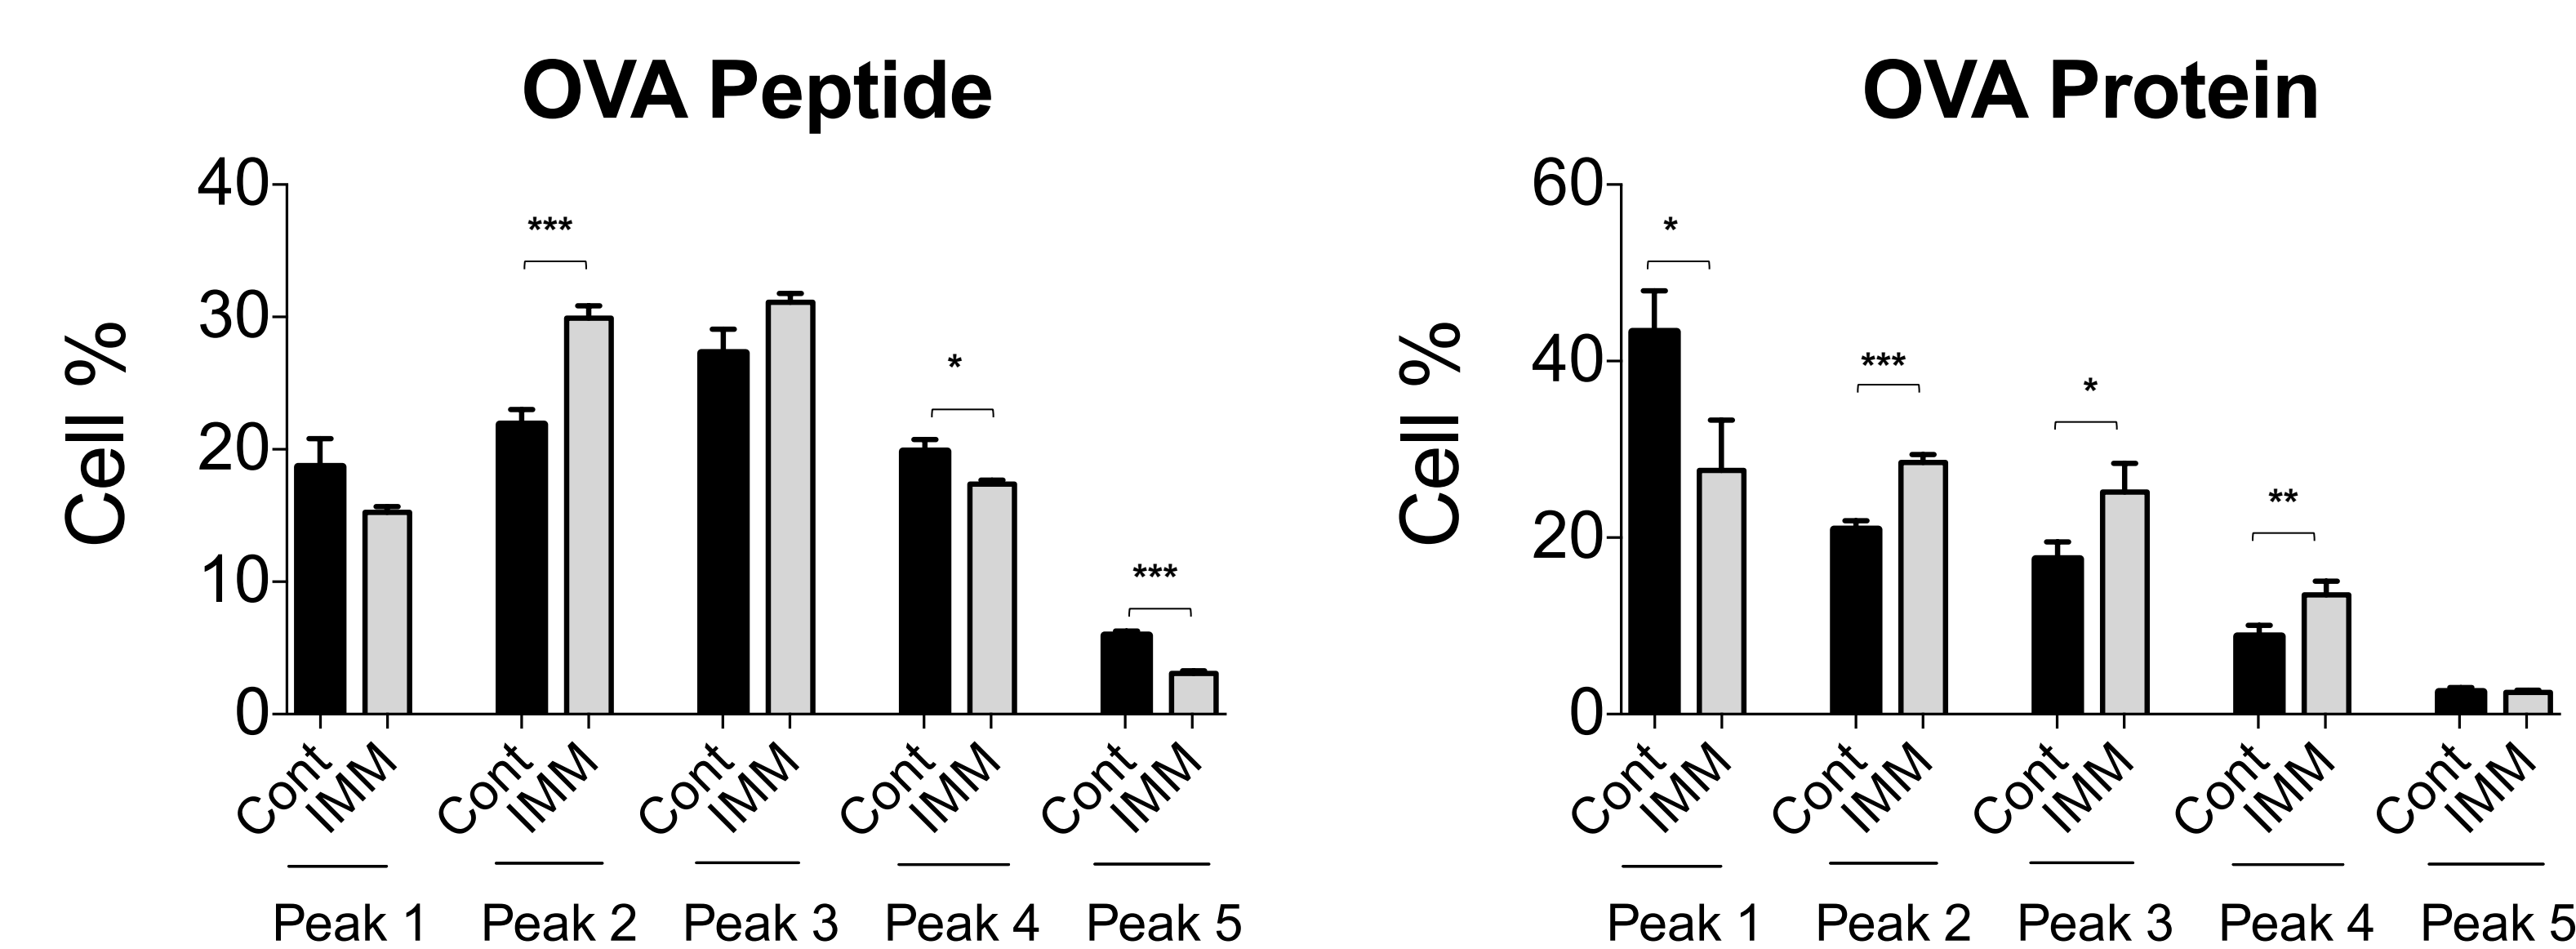 OVA Peptide
Cell %
40
30
20
10
0
***
*
***
Cont IMM Cont IMM Cont IMM Cont IMM Cont IMM
Peak 1 Peak 2 Peak 3 Peak 4 Peak 5
OVA Protein
Cell %
60
40
20
0
*
***
*
**
Cont IMM Cont IMM Cont IMM Cont IMM Cont IMM
Peak 1 Peak 2 Peak 3 Peak 4 Peak 5